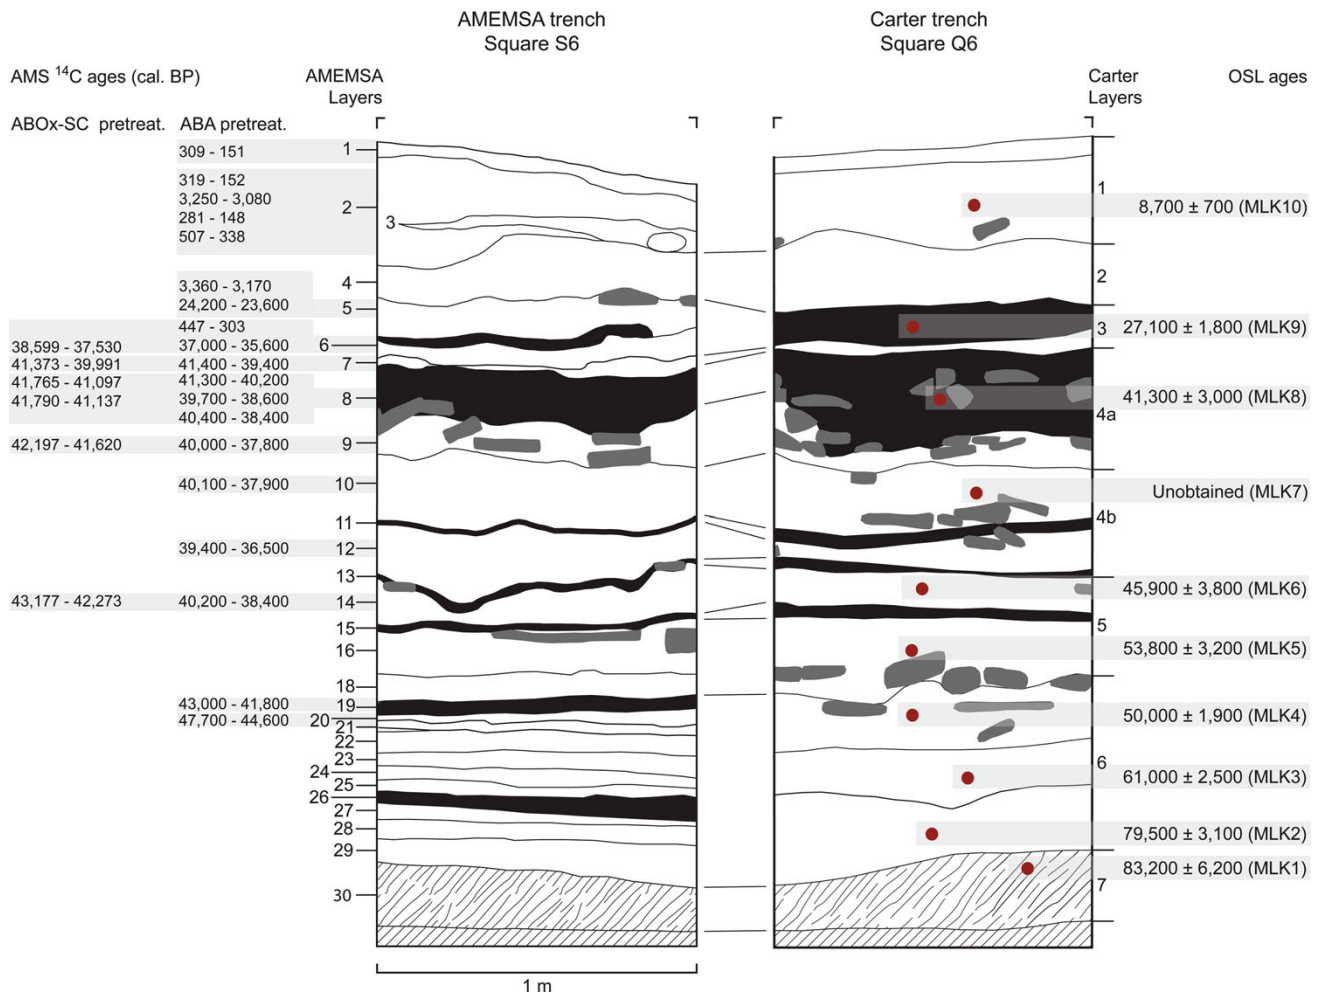 AMEMSA trench
Square S6
Carter trench
Square Q6
AMS 14C ages (cal. BP)
AMEMSA
Layers
Carter
Layers
OSL ages
ABOx-SC pretreat. ABA pretreat.
309 - 151
1
319 - 152
3,250 - 3,080
281 - 148
507 - 338
2
3
3,360 - 3,170
24,200 - 23,600
4
5
447 - 303
38,599 - 37,530 37,000 - 35,600
6
41,373 - 39,991 41,400 - 39,400
7
41,765 - 41,097 41,300 - 40,200
41,790 - 41,137 39,700 - 38,600
40,400 - 38,400
8
42,197 - 41,620 40,000 - 37,800
9
40,100 - 37,900
10
11
39,400 - 36,500
12
13
43,177 - 42,273 40,200 - 38,400
14
15
16
18
43,000 - 41,800
19
47,700 - 44,600
20
21
22
23
24
25
26
27
28
29
30
1
8,700 ± 700 (MLK10)
2
3
27,100 ± 1,800 (MLK9)
41,300 ± 3,000 (MLK8)
4a
Unobtained (MLK7)
4b
45,900 ± 3,800 (MLK6)
5
53,800 ± 3,200 (MLK5)
50,000 ± 1,900 (MLK4)
6
61,000 ± 2,500 (MLK3)
79,500 ± 3,100 (MLK2)
83,200 ± 6,200 (MLK1)
7
1 m